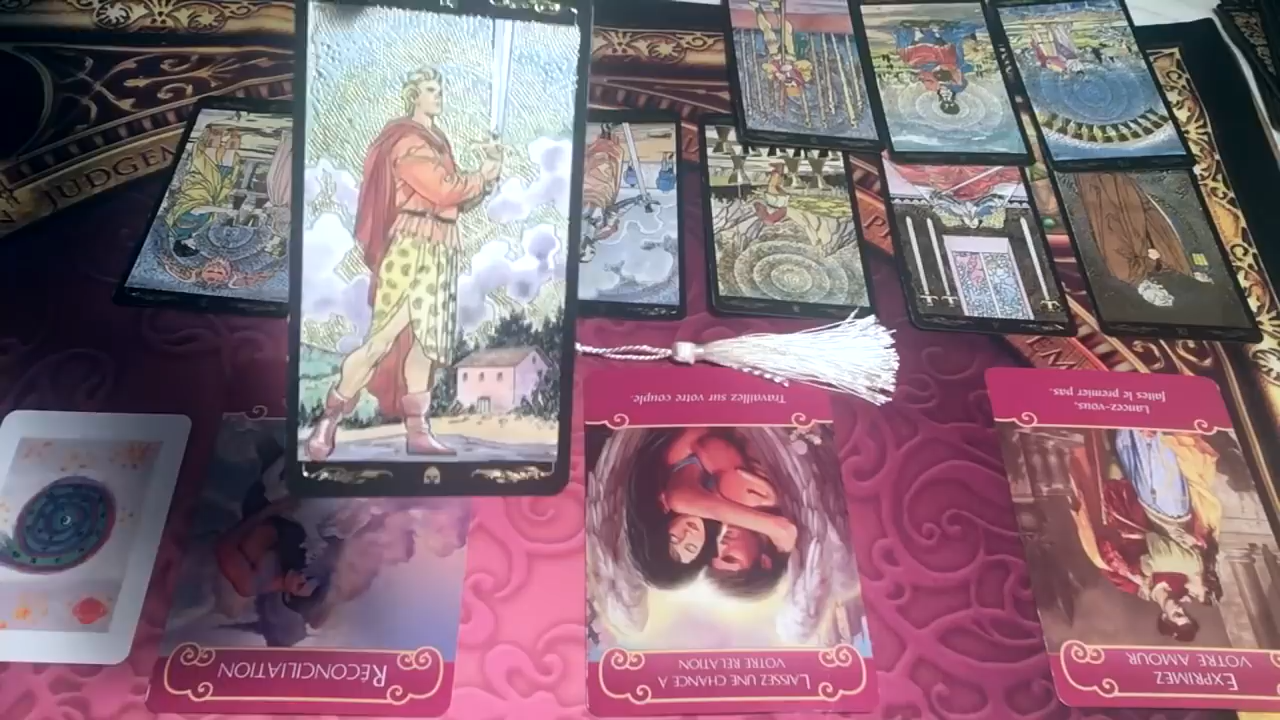 JUDGEM
Travaillez sur votre couple.
Lancez-vous,
faites le premier pas.
RÉCONCILIATION
LAISSEZ UNE CHANCE À
VOTRE RELATION
EXPRIMEZ
VOTRE AMOUR